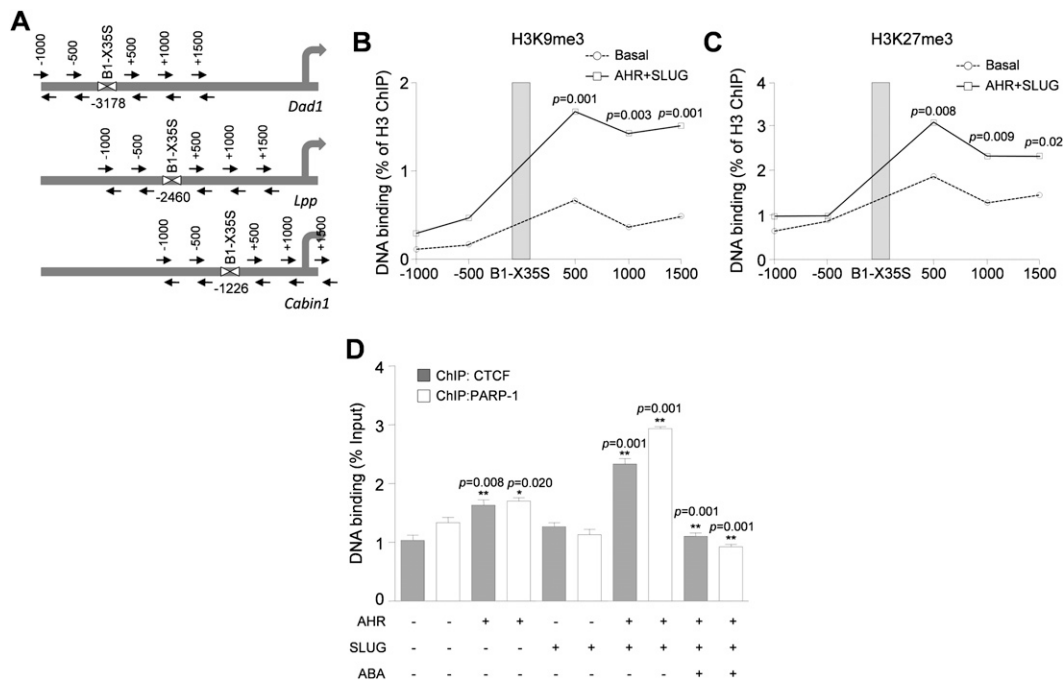 A
-1000
-500
B1-X35S
+500
+1000
+1500
-3178
Dad1
-1000
-500
B1-X35S
+500
+1000
+1500
-2460
Lpp
-1000
-500
B1-X35S
+500
+1000
+1500
-1226
Cabin1
B
H3K9me3
Basal
AHR+SLUG
DNA binding (% of H3 ChIP)
2
1
0
p=0.001
p=0.003
p=0.001
-1000 -500 B1-X35S 500 1000 1500
C
H3K27me3
Basal
AHR+SLUG
DNA binding (% of H3 ChIP)
4
3
2
1
0
p=0.008
p=0.009
p=0.02
-1000 -500 B1-X35S 500 1000 1500
D
ChIP: CTCF
ChIP:PARP-1
DNA binding (% Input)
4
3
2
1
0
p=0.008
**
p=0.020
*
p=0.001
**
p=0.001
**
p=0.001
**
p=0.001
**
AHR - - + + - - + + + +
SLUG - - - - + + + + + +
ABA - - - - - - - - + +